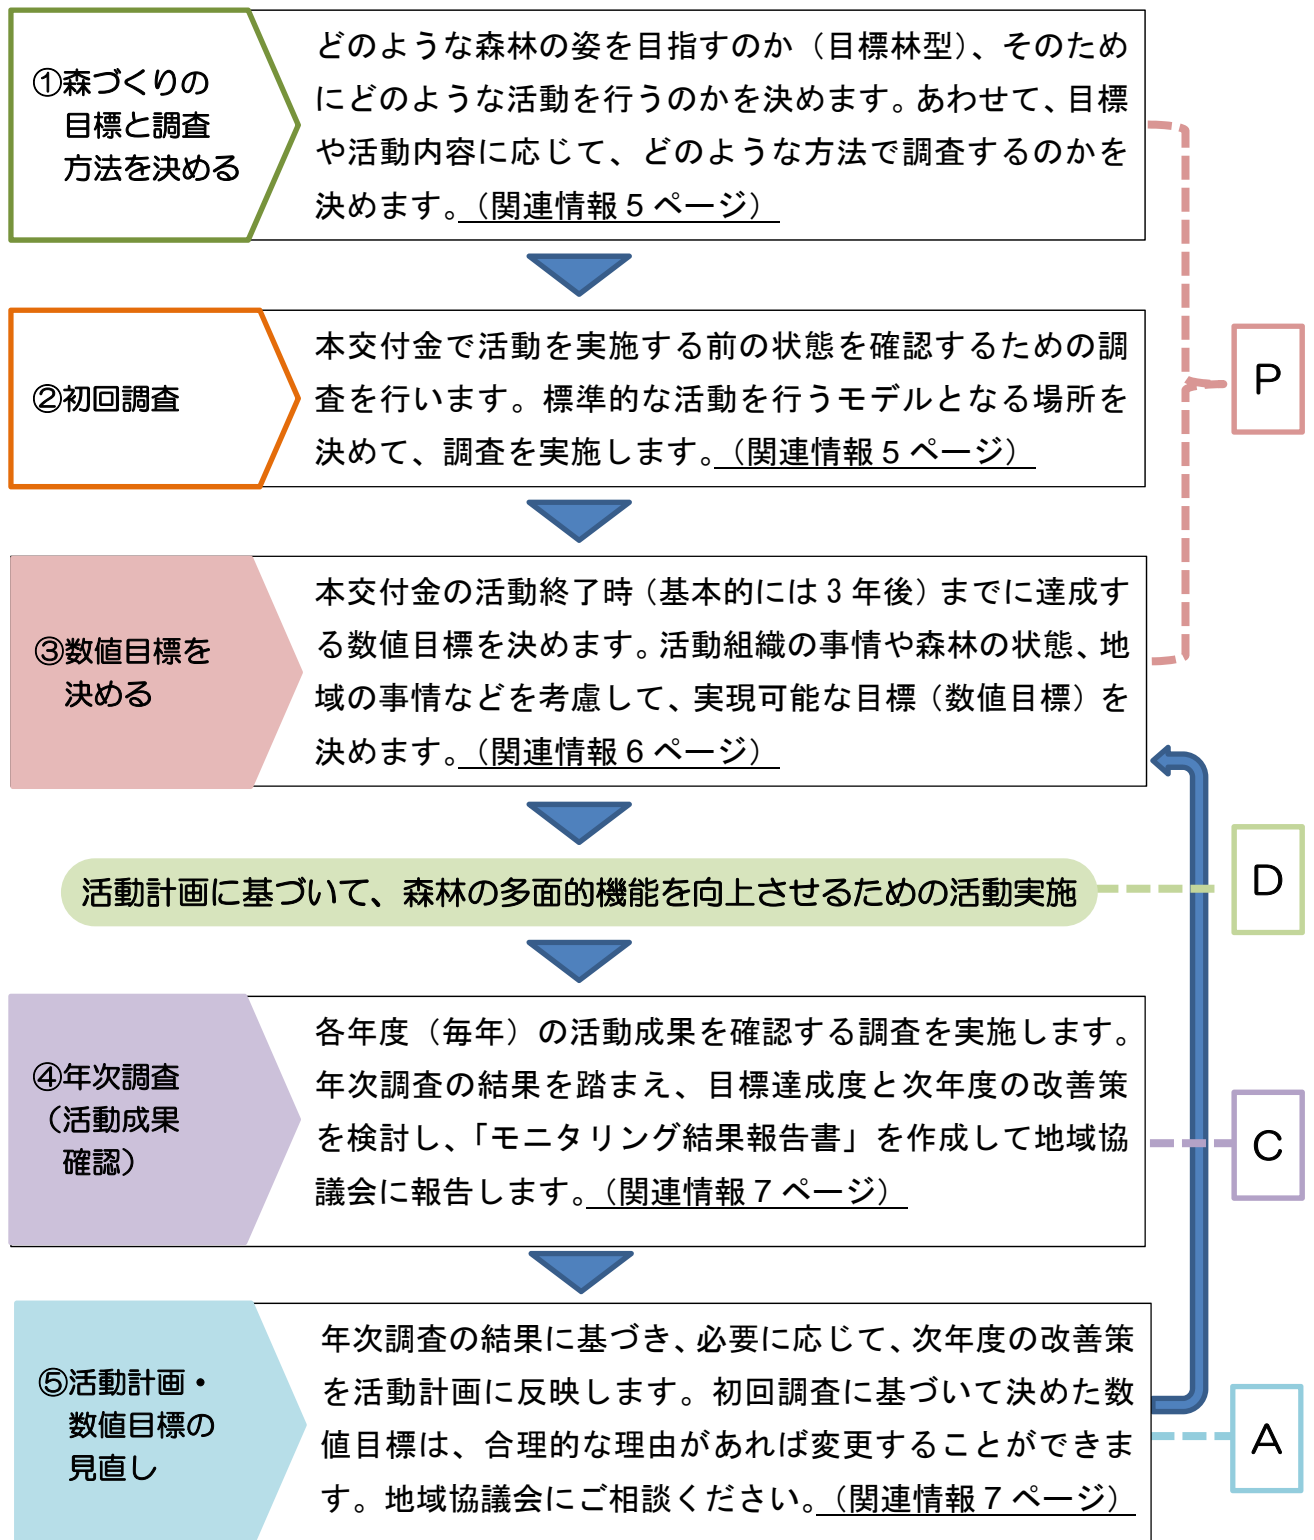 ①森づくりの
目標と調査
方法を決める
どのような森林の姿を目指すのか（目標林型）、そのため
にどのような活動を行うのかを決めます。あわせて、目標
や活動内容に応じて、どのような方法で調査するのかを
決めます。（関連情報５ページ）
②初回調査
本交付金で活動を実施する前の状態を確認するための調
査を行います。標準的な活動を行うモデルとなる場所を
決めて、調査を実施します。（関連情報５ページ）
P
③数値目標を
決める
本交付金の活動終了時（基本的には３年後）までに達成す
る数値目標を決めます。活動組織の事情や森林の状態、地
域の事情などを考慮して、実現可能な目標（数値目標）を
決めます。（関連情報６ページ）
活動計画に基づいて、森林の多面的機能を向上させるための活動実施
D
④年次調査
（活動成果
確認）
各年度（毎年）の活動成果を確認する調査を実施します。
年次調査の結果を踏まえ、目標達成度と次年度の改善策
を検討し、「モニタリング結果報告書」を作成して地域協
議会に報告します。（関連情報７ページ）
C
⑤活動計画・
数値目標の
見直し
年次調査の結果に基づき、必要に応じて、次年度の改善策
を活動計画に反映します。初回調査に基づいて決めた数
値目標は、合理的な理由があれば変更することができま
す。地域協議会にご相談ください。（関連情報７ページ）
A